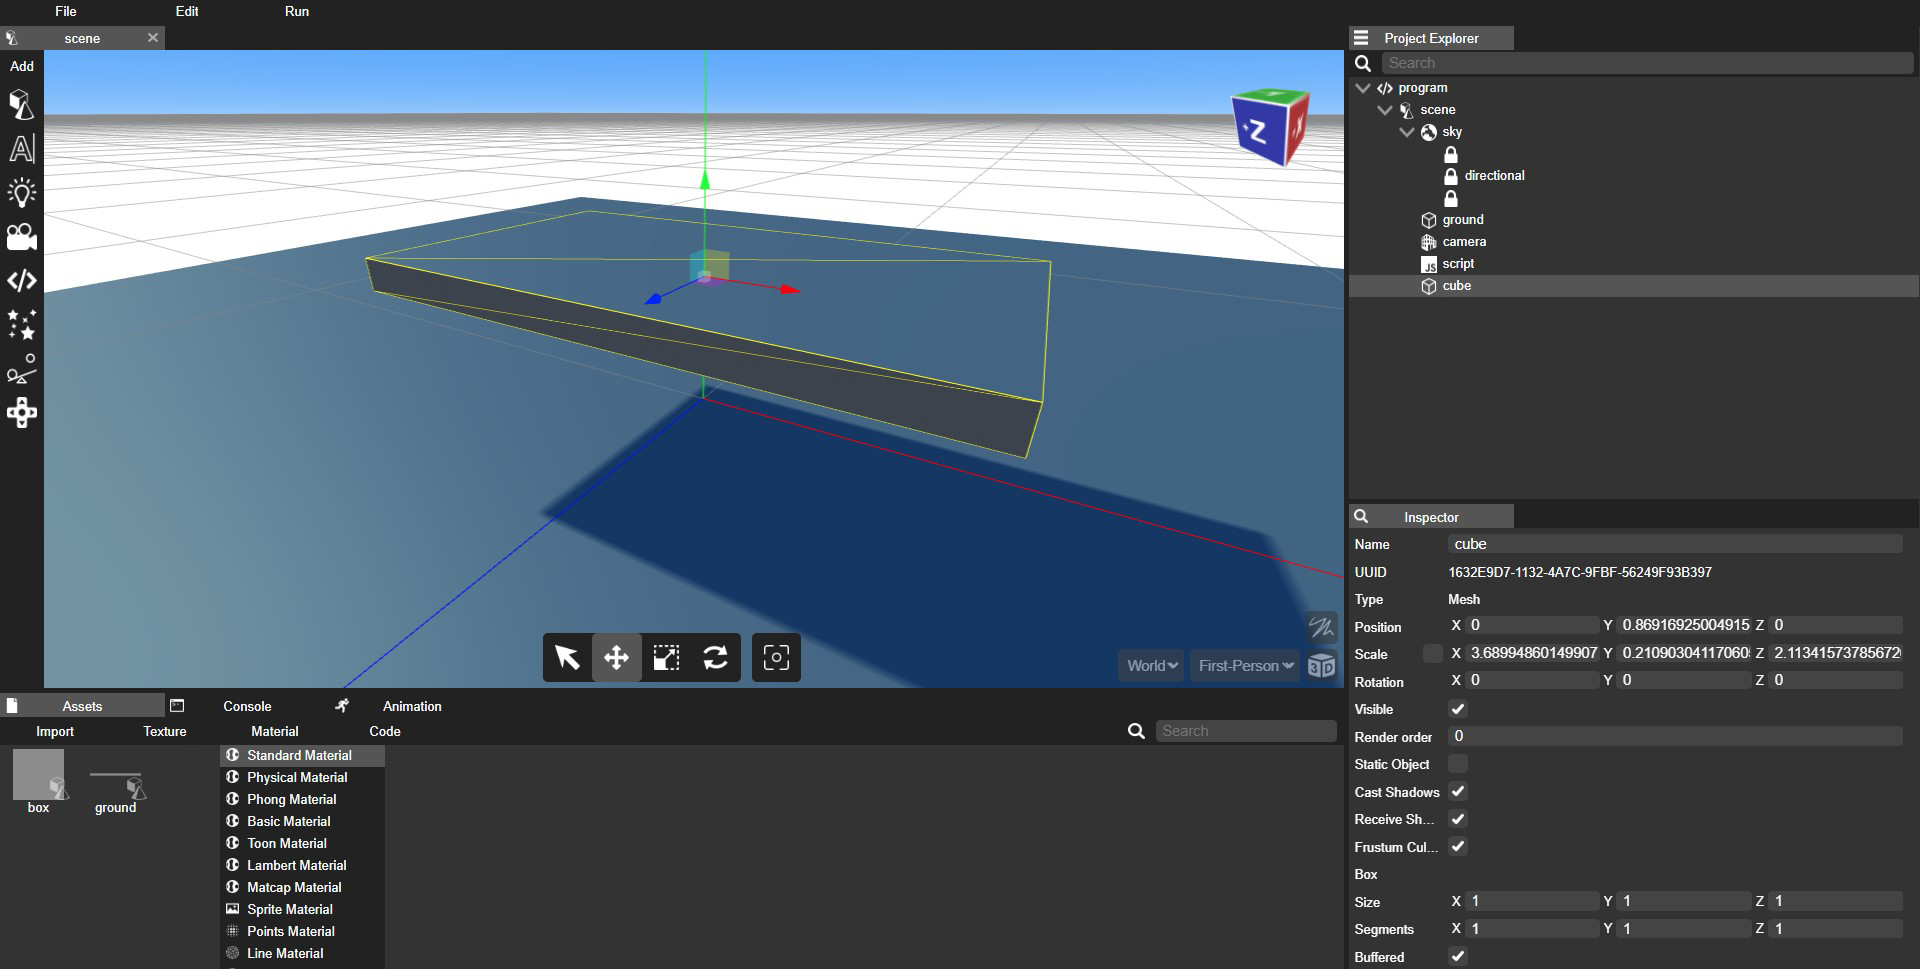 File Edit Run
scene
Add
Z
X
World
First-Person
3D
Project Explorer
Search
program
scene
sky
directional
ground
camera
JS script
cube
Inspector
Name cube
UUID 1632E9D7-1132-4A7C-9FBF-56249F93B397
Type Mesh
Position X 0 Y 0.86916925004915 Z 0
Scale X 3.68994860149907 Y 0.210903041170605 Z 2.11341573785672
Rotation X 0 Y 0 Z 0
Visible
Render order 0
Static Object
Cast Shadows
Receive Sh...
Frustum Cul...
Box
Size X 1 Y 1 Z 1
Segments X 1 Y 1 Z 1
Buffered
Assets Console Animation
Import Texture Material Code
Search
box
ground
Standard Material
Physical Material
Phong Material
Basic Material
Toon Material
Lambert Material
Matcap Material
Sprite Material
Points Material
Line Material